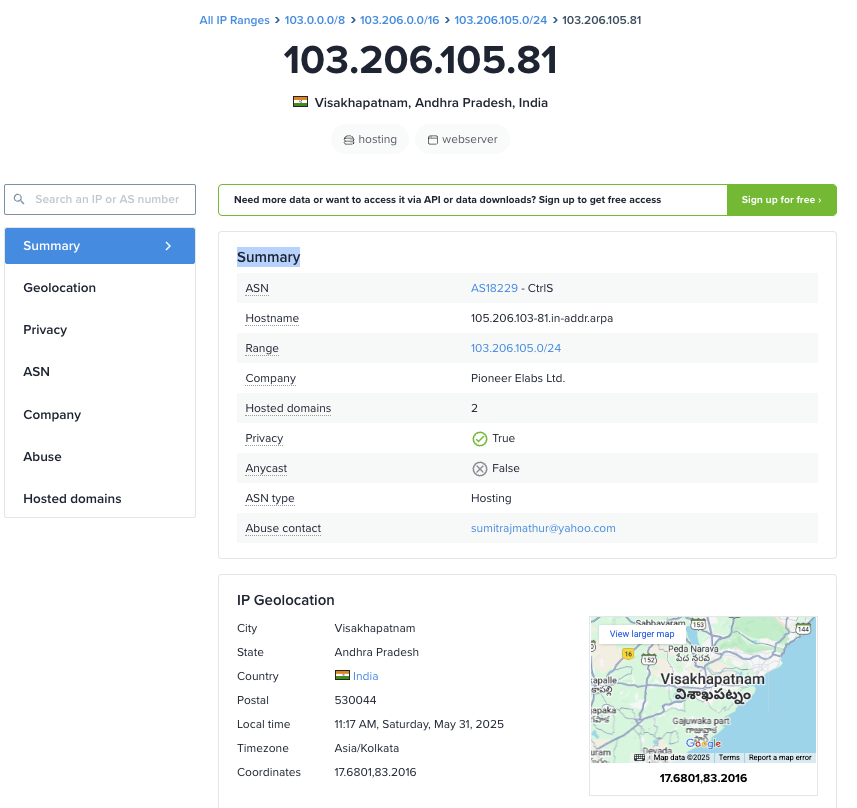 All IP Ranges > 103.0.0.0/8 > 103.206.0.0/16 > 103.206.105.0/24 > 103.206.105.81
103.206.105.81
Visakhapatnam, Andhra Pradesh, India
hosting webserver
Search an IP or AS number
Need more data or want to access it via API or data downloads? Sign up to get free access
Sign up for free ›
Summary
Geolocation
Privacy
ASN
Company
Abuse
Hosted domains
Summary
ASN AS18229 - CtrlS
Hostname 105.206.103-81.in-addr.arpa
Range 103.206.105.0/24
Company Pioneer Elabs Ltd.
Hosted domains 2
Privacy True
Anycast False
ASN type Hosting
Abuse contact sumitrajmathur@yahoo.com
IP Geolocation
City Visakhapatnam
State Andhra Pradesh
Country India
Postal 530044
Local time 11:17 AM, Saturday, May 31, 2025
Timezone Asia/Kolkata
Coordinates 17.6801,83.2016
Sabbavaram
153
144
View larger map
16
152
Peda Narava
పెద నరవ
Visakhapatnam
విశాఖపట్నం
Gajuwaka part
Google
Map data ©2025 Terms Report a map error
17.6801,83.2016